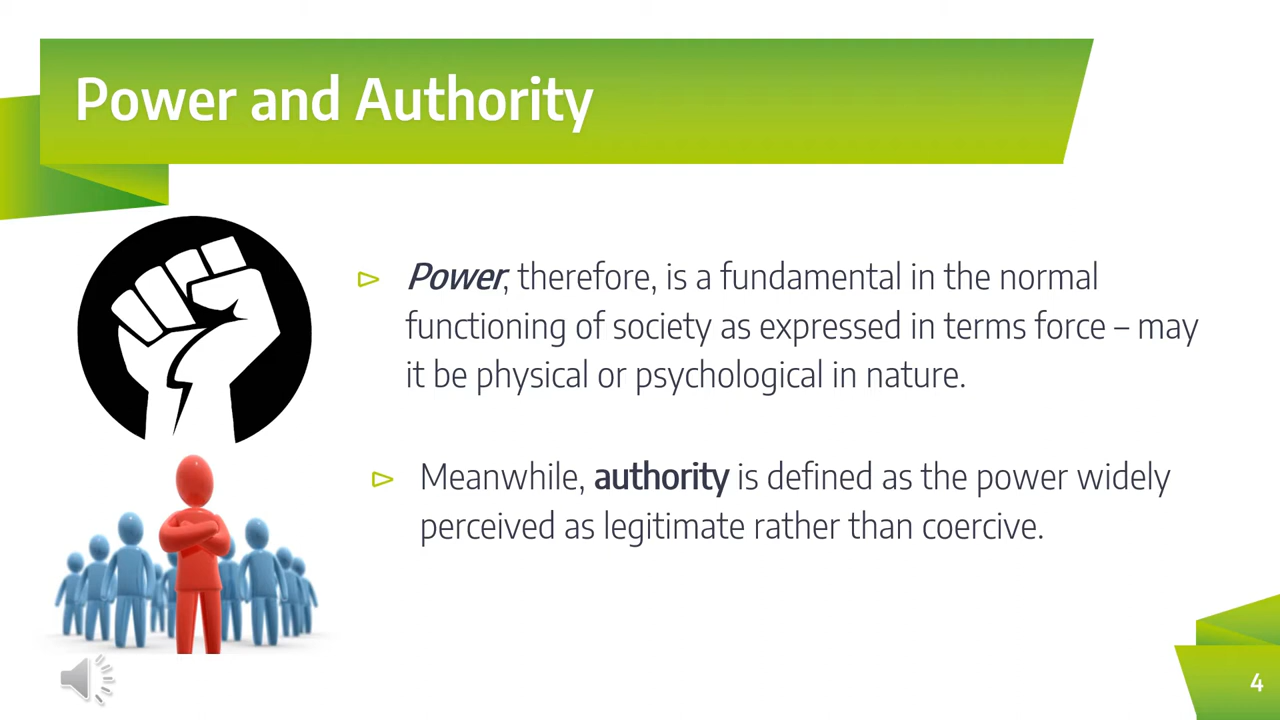 Power and Authority
Power, therefore, is a fundamental in the normal
functioning of society as expressed in terms force – may
it be physical or psychological in nature.
Meanwhile, authority is defined as the power widely
perceived as legitimate rather than coercive.
4